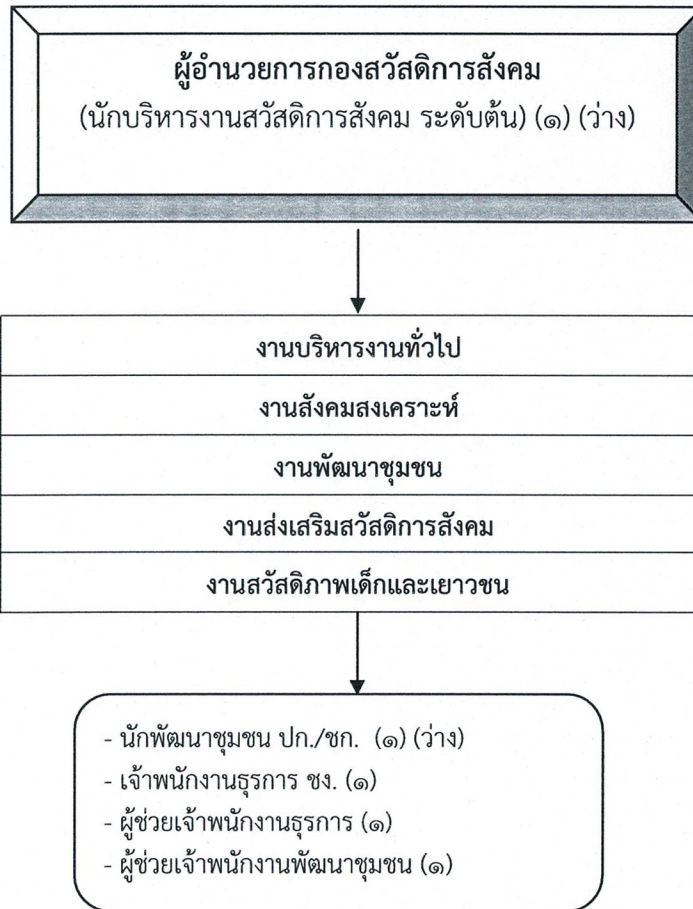 ผู้อำนวยการกองสวัสดิการสังคม
(นักบริหารงานสวัสดิการสังคม ระดับต้น) (๑) (ว่าง)
งานบริหารงานทั่วไป
งานสังคมสงเคราะห์
งานพัฒนาชุมชน
งานส่งเสริมสวัสดิการสังคม
งานสวัสดิภาพเด็กและเยาวชน
- นักพัฒนาชุมชน ปก./ชก. (๑) (ว่าง)
- เจ้าพนักงานธุรการ ชง. (๑)
- ผู้ช่วยเจ้าพนักงานธุรการ (๑)
- ผู้ช่วยเจ้าพนักงานพัฒนาชุมชน (๑)